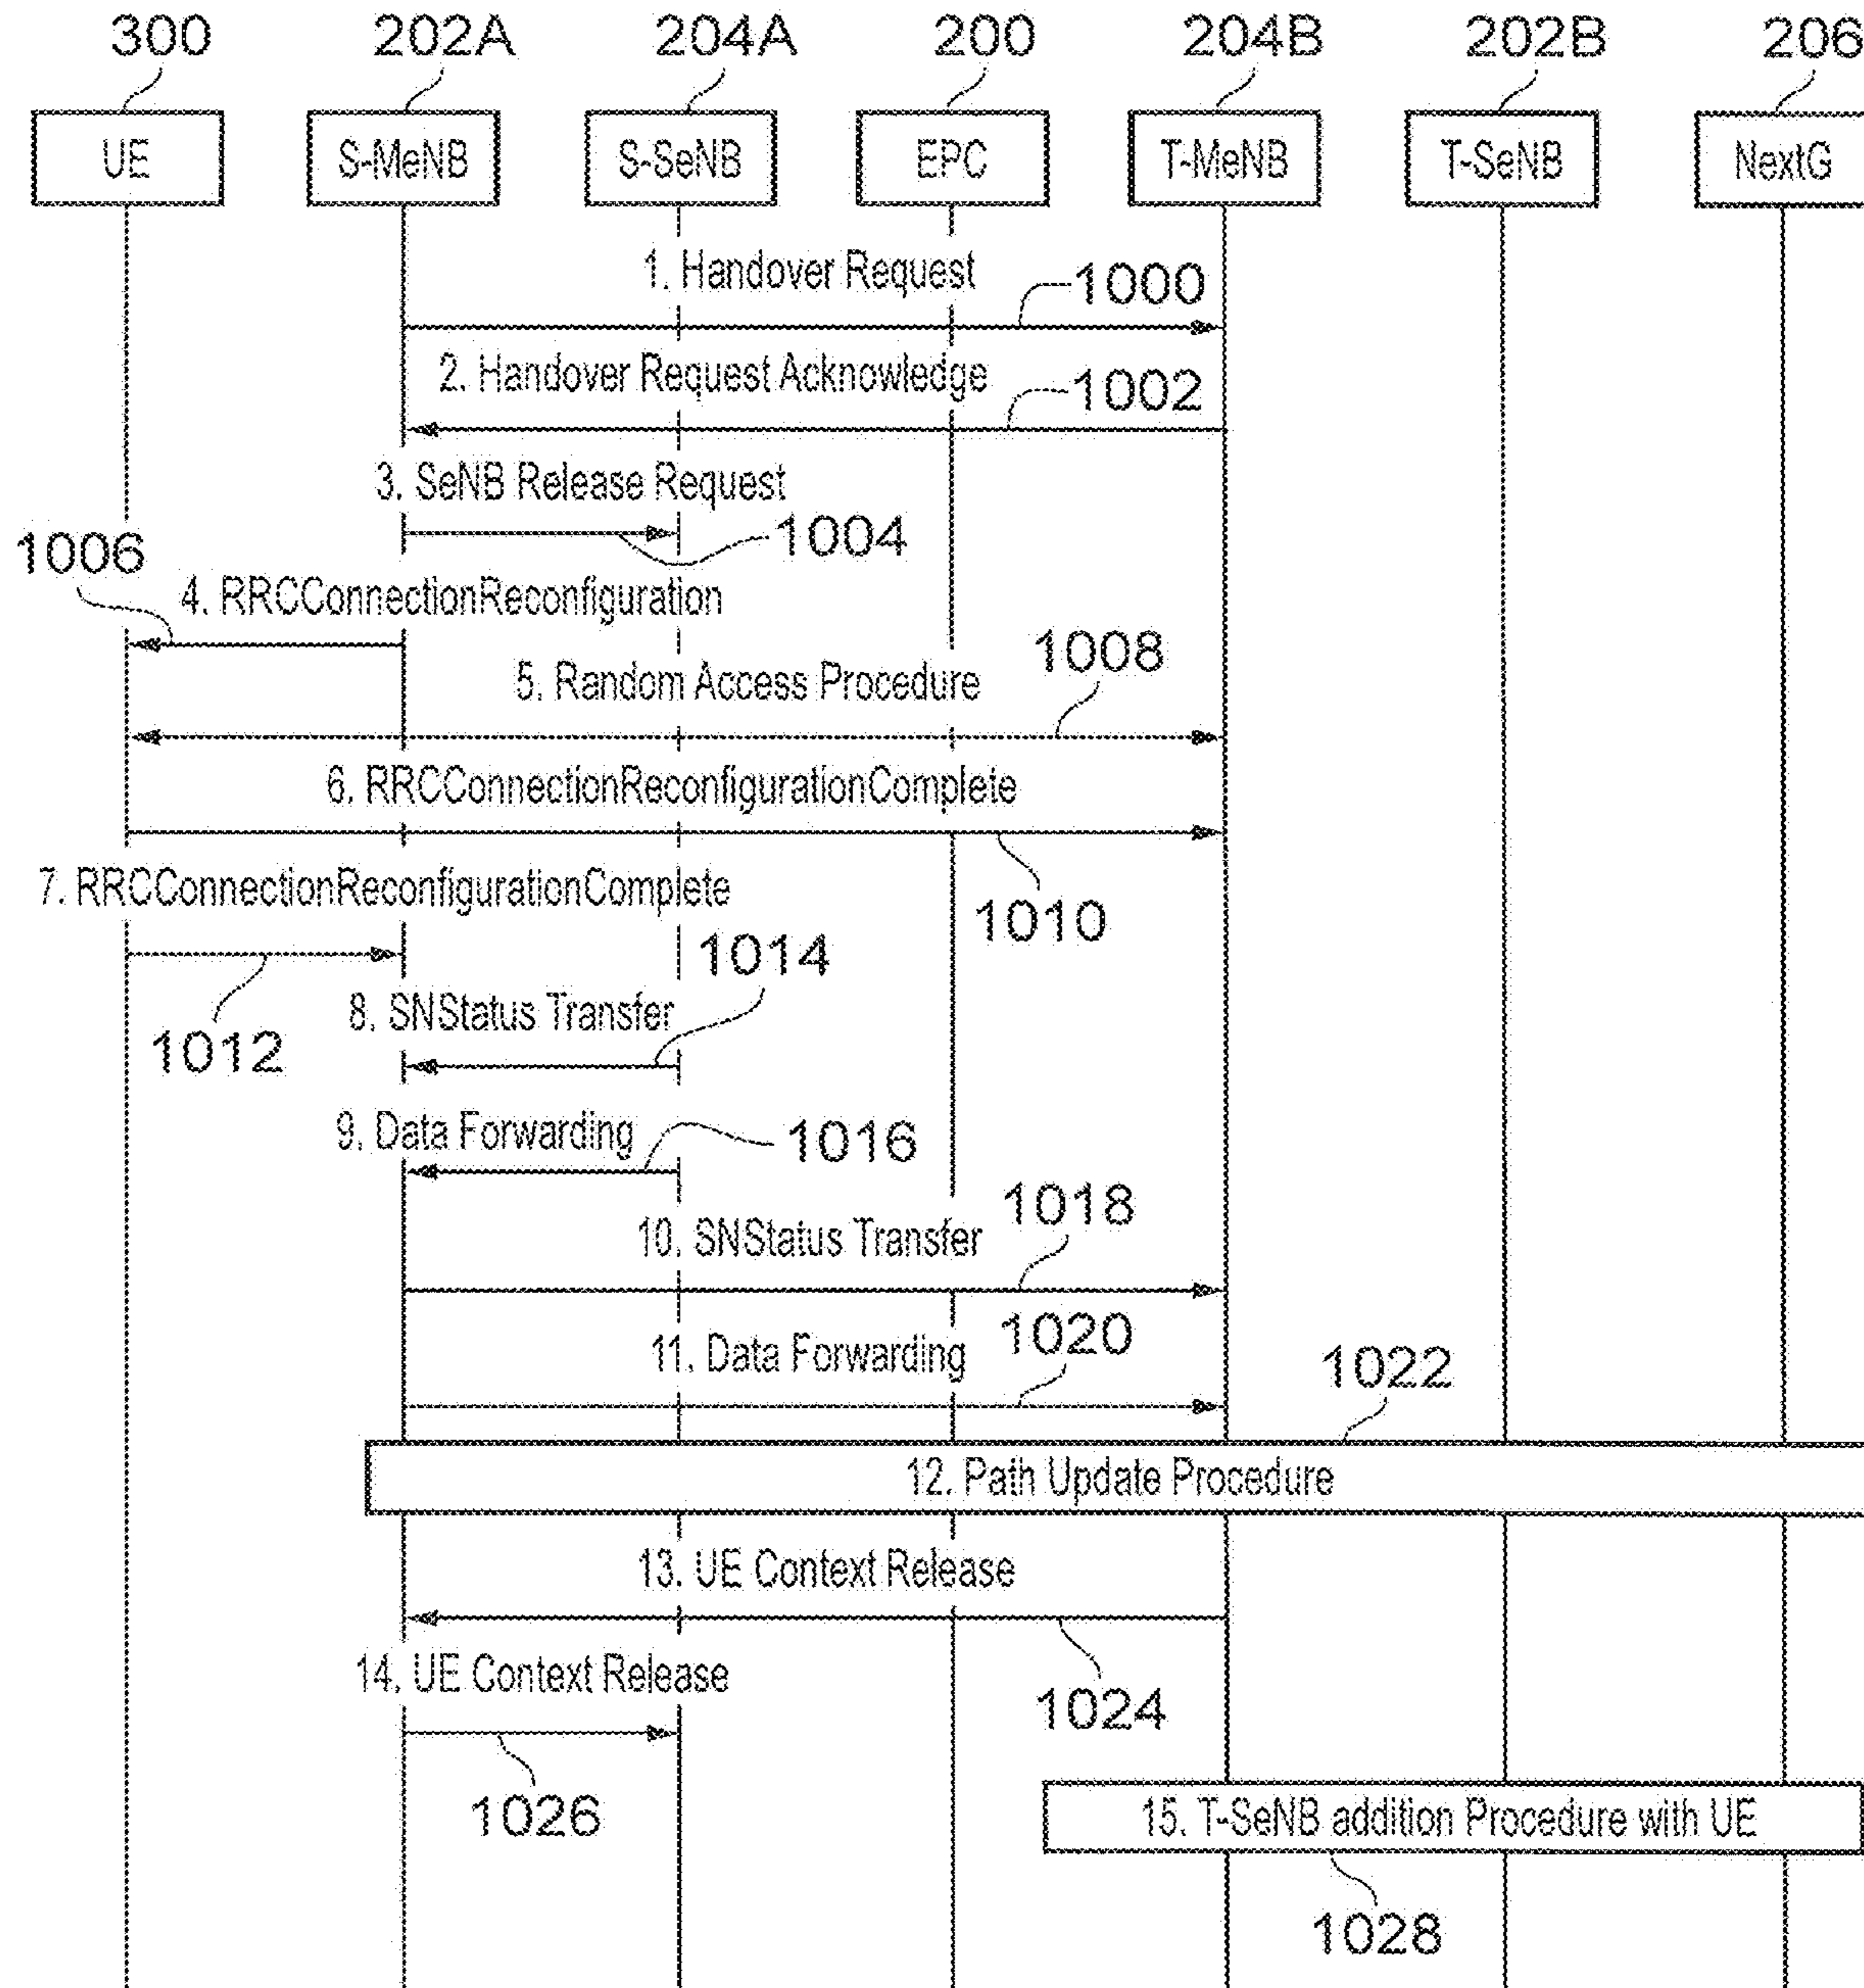 300 202A 204A 200 204B 202B 206
UE S-MeNB S-SeNB EPC T-MeNB T-SeNB NextG
1. Handover Request
1000
2. Handover Request Acknowledge
1002
3. SeNB Release Request
1004
1006
4. RRCConnectionReconfiguration
1008
5. Random Access Procedure
6. RRCConnectionReconfigurationComplete
7. RRCConnectionReconfigurationComplete
1010
1014
8. SNStatus Transfer
1012
9. Data Forwarding
1016
1018
10. SNStatus Transfer
1020
11. Data Forwarding
1022
12. Path Update Procedure
13. UE Context Release
14. UE Context Release
1024
1026
15. T-SeNB addition Procedure with UE
1028